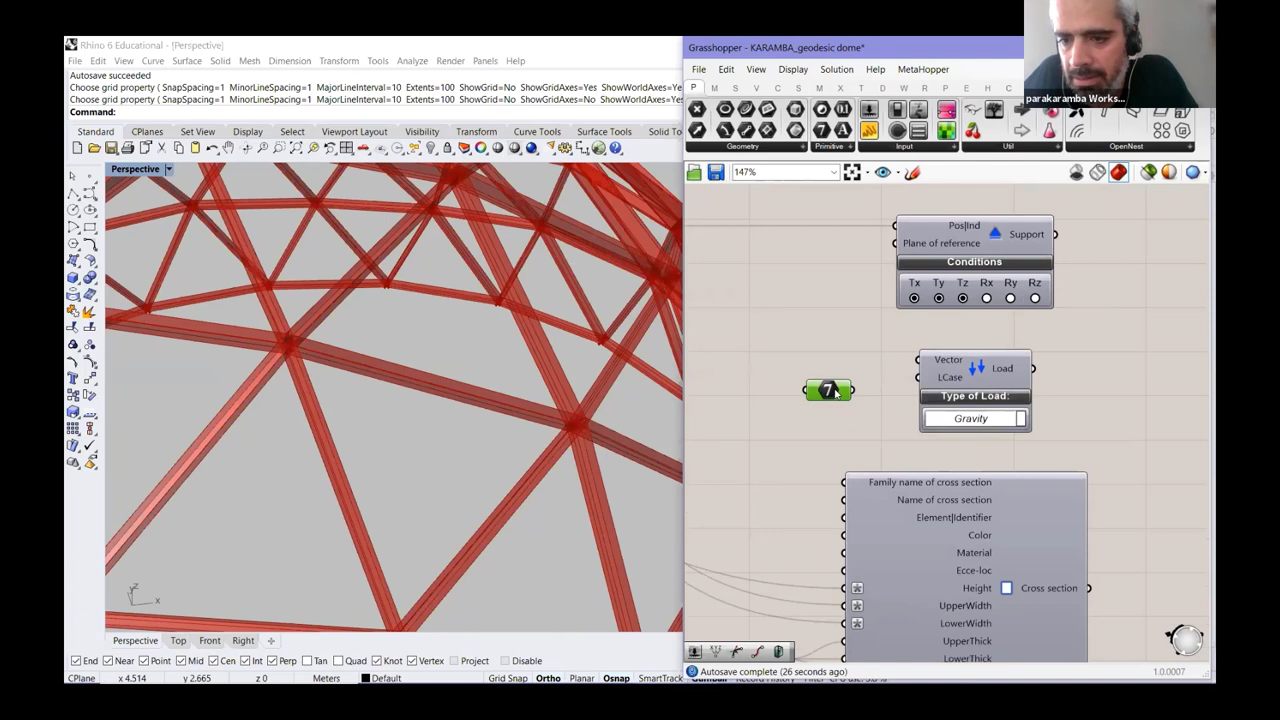 Rhino 6 Educational - [Perspective]
File Edit View Curve Surface Solid Mesh Dimension Transform Tools Analyze Render Panels Help
Autosave succeeded
Choose grid property ( SnapSpacing=1 MinorLineSpacing=1 MajorLineInterval=10 Extents=100 ShowGrid=No ShowGridAxes=Yes ShowWorldAxes=Y
Choose grid property ( SnapSpacing=1 MinorLineSpacing=1 MajorLineInterval=10 Extents=100 ShowGrid=No ShowGridAxes=Yes ShowWorldAxes=Yes
Command:
Standard CPlanes Set View Display Select Viewport Layout Visibility Transform Curve Tools Surface Tools Solid To
Perspective
z
x
Perspective Top Front Right
End Near Point Mid Cen Int Perp Tan Quad Knot Vertex Project Disable
CPlane x 4.514 y 2.665 z 0 Meters Default Grid Snap Ortho Planar Osnap SmartTrack
Grasshopper - KARAMBA_geodesic dome*
File Edit View Display Solution Help MetaHopper
P M S V C S M I T D
Geometry Primitive Input Util OpenNest
147%
Pos|Ind
Plane of reference
Support
Conditions
Tx Ty Tz Rx Ry Rz
Vector
LCase
Load
Type of Load:
Gravity
7
Family name of cross section
Name of cross section
Element|Identifier
Color
Material
Ecce-loc
Height
Cross section
UpperWidth
LowerWidth
UpperThick
LowerThick
Autosave complete (26 seconds ago)
1.0.0007
parakaramba Works...